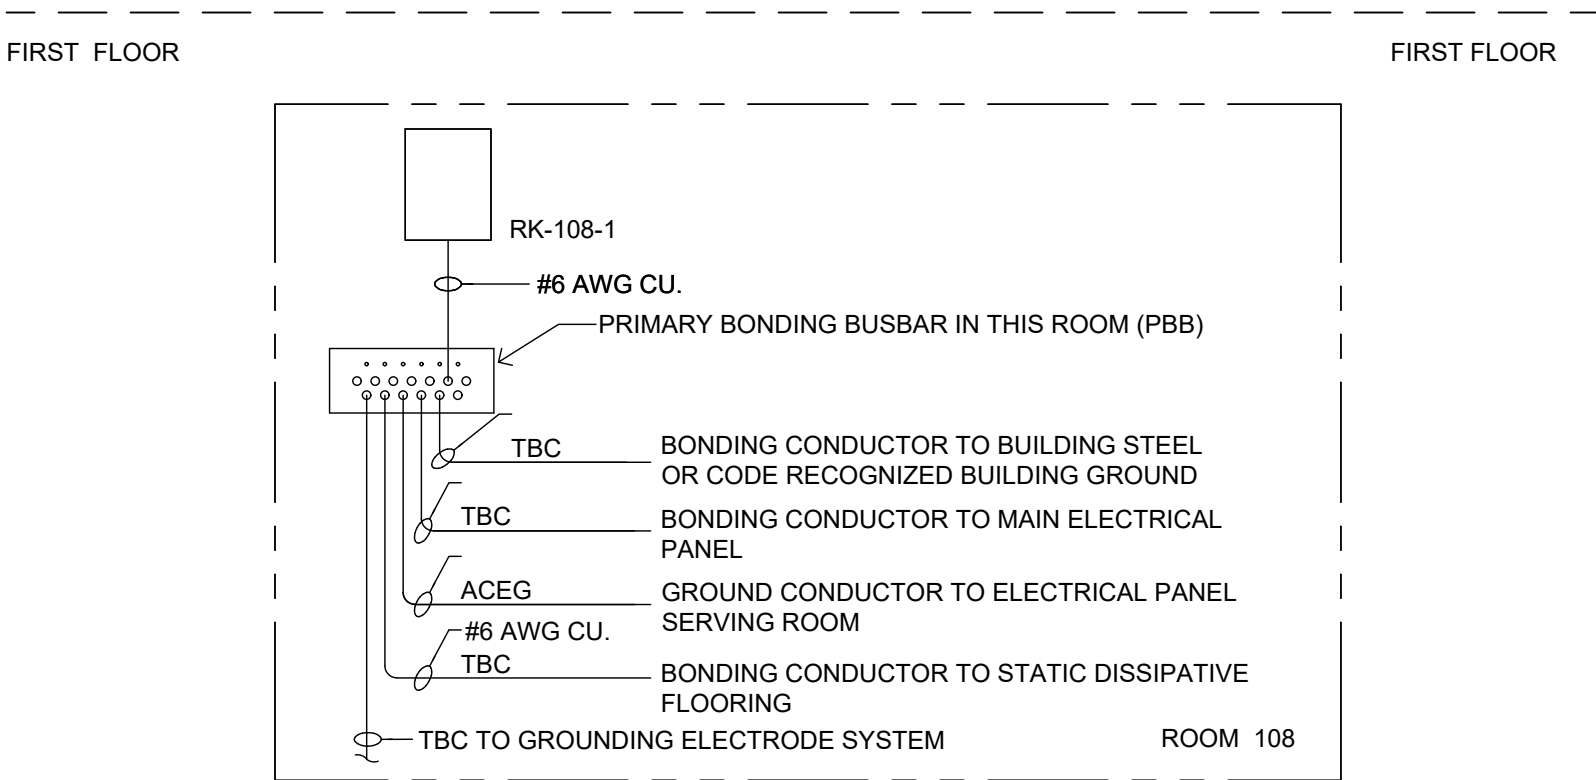 FIRST FLOOR
FIRST FLOOR
RK-108-1
#6 AWG CU.
PRIMARY BONDING BUSBAR IN THIS ROOM (PBB)
TBC
BONDING CONDUCTOR TO BUILDING STEEL
OR CODE RECOGNIZED BUILDING GROUND
TBC
BONDING CONDUCTOR TO MAIN ELECTRICAL
PANEL
ACEG
GROUND CONDUCTOR TO ELECTRICAL PANEL
SERVING ROOM
#6 AWG CU.
TBC
BONDING CONDUCTOR TO STATIC DISSIPATIVE
FLOORING
TBC TO GROUNDING ELECTRODE SYSTEM
ROOM 108